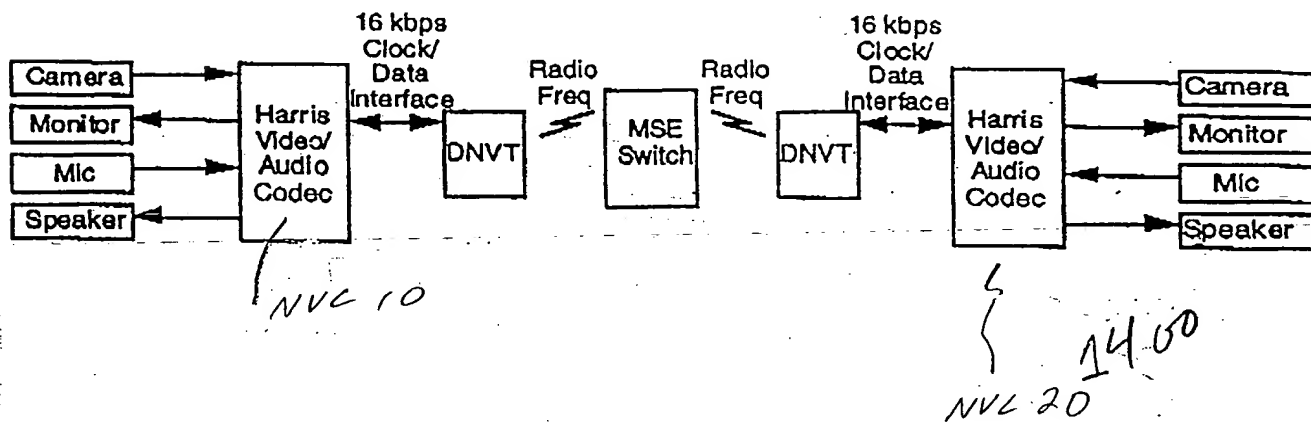 Camera
Monitor
Mic
Speaker
Harris
Video/
Audio
Codec
16 kbps
Clock/
Data
Interface
DNVT
Radio
Freq
MSE
Switch
Radio
Freq
DNVT
16 kbps
Clock/
Data
Interface
Harris
Video/
Audio
Codec
Camera
Monitor
Mic
Speaker
NVC 10
NVC 20
1400